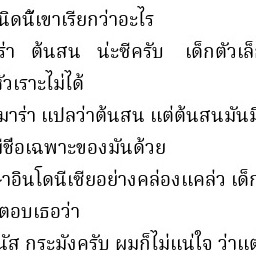 นิดนี้เขาเรียกว่าอะไร
ร่า ต้นสน น่ะซีครับ เด็กตัวเล็
ตัวเราะไม่ได้
มาร่า แปลว่าต้นสน แต่ต้นสนมัน
ชื่อเฉพาะของมันด้วย
าอินโดนีเซียอย่างคล่องแคล่ว เด็ก
ตอบเธอว่า
นัส กระมังครับ ผมก็ไม่แน่ใจ ว่าแต